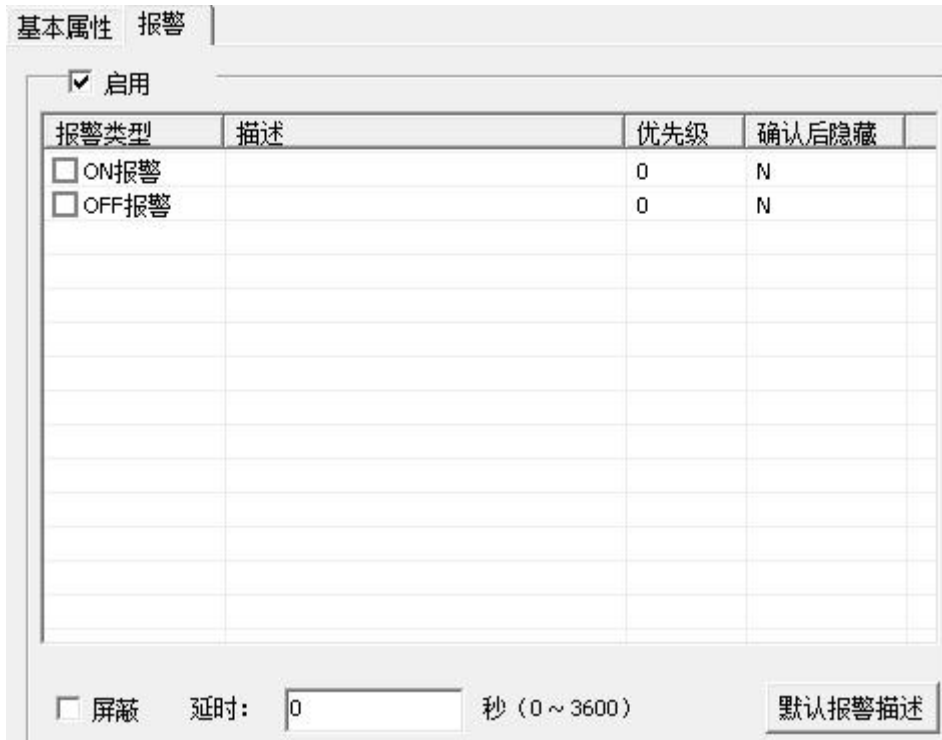 基本属性 报警
启用
报警类型 描述 优先级 确认后隐藏
ON报警 0 N
OFF报警 0 N
屏蔽 延时： 0 秒（0～3600） 默认报警描述